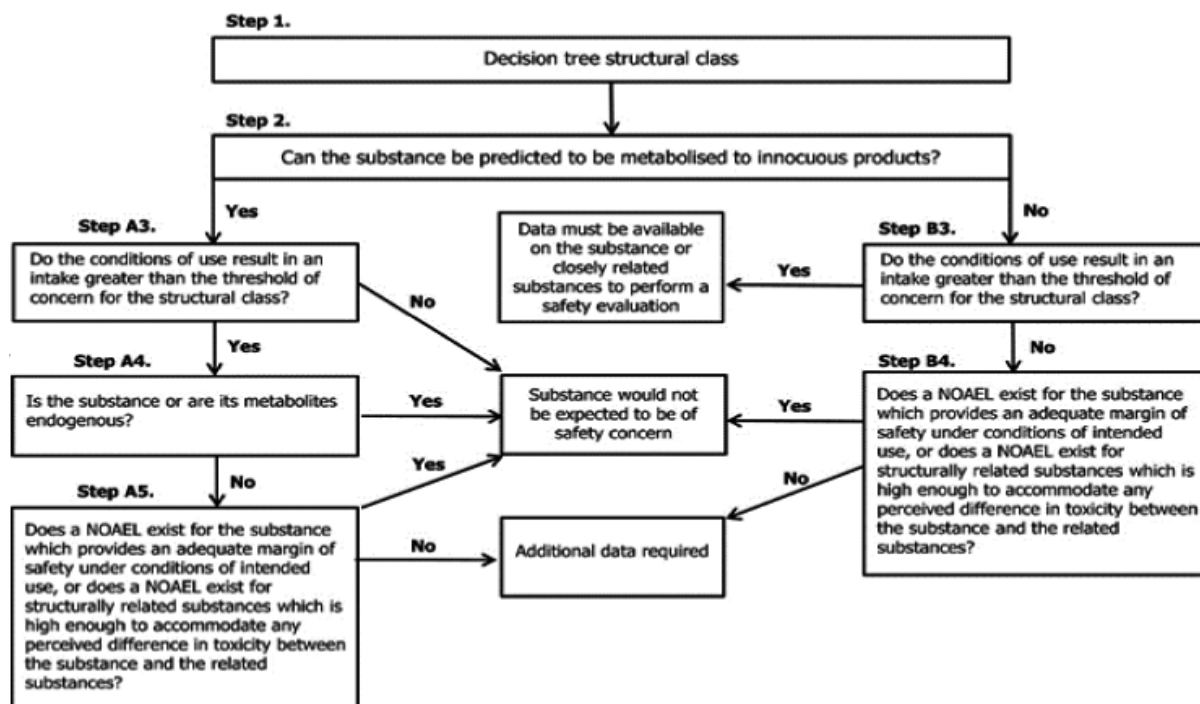 Step 1.
Decision tree structural class
Step 2.
Can the substance be predicted to be metabolised to innocuous products?
Yes
No
Step A3.
Do the conditions of use result in an
intake greater than the threshold of
concern for the structural class?
No
Yes
Data must be available
on the substance or
closely related
substances to perform a
safety evaluation
Step B3.
Yes
Do the conditions of use result in an
intake greater than the threshold of
concern for the structural class?
No
Step A4.
Is the substance or are its metabolites
endogenous?
Yes
No
Substance would not
be expected to be of
safety concern
Step B4.
Yes
No
Does a NOAEL exist for the substance
which provides an adequate margin of
safety under conditions of intended
use, or does a NOAEL exist for
structurally related substances which is
high enough to accommodate any
perceived difference in toxicity between
the substance and the related
substances?
Step A5.
Yes
No
Does a NOAEL exist for the substance
which provides an adequate margin of
safety under conditions of intended
use, or does a NOAEL exist for
structurally related substances which is
high enough to accommodate any
perceived difference in toxicity between
the substance and the related
substances?
Additional data required